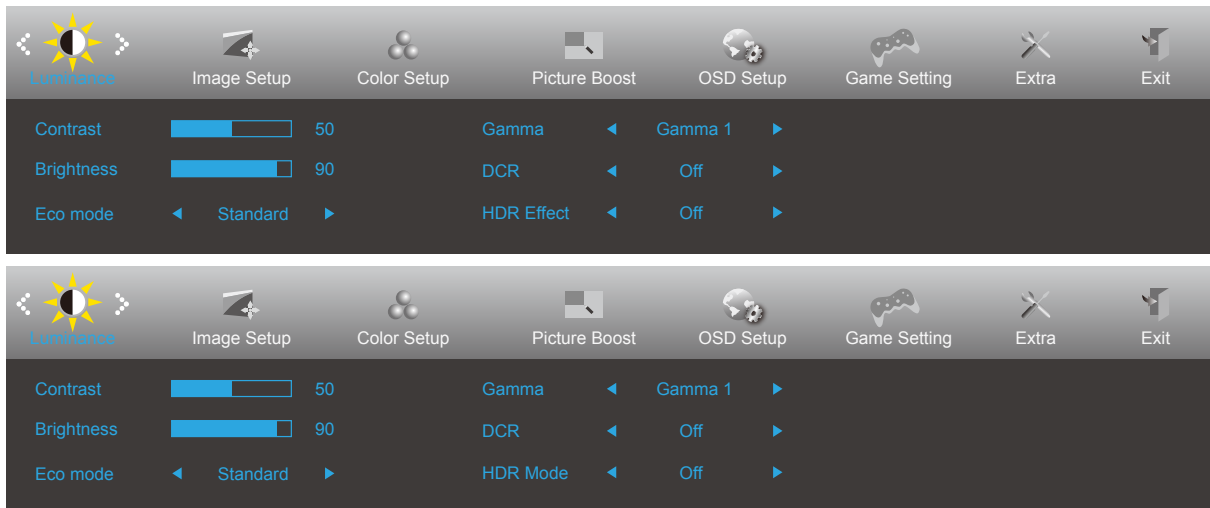 Luminance Image Setup Color Setup Picture Boost OSD Setup Game Setting Extra Exit
Contrast 50 Gamma Gamma 1
Brightness 90 DCR Off
Eco mode Standard HDR Effect Off
Luminance Image Setup Color Setup Picture Boost OSD Setup Game Setting Extra Exit
Contrast 50 Gamma Gamma 1
Brightness 90 DCR Off
Eco mode Standard HDR Mode Off